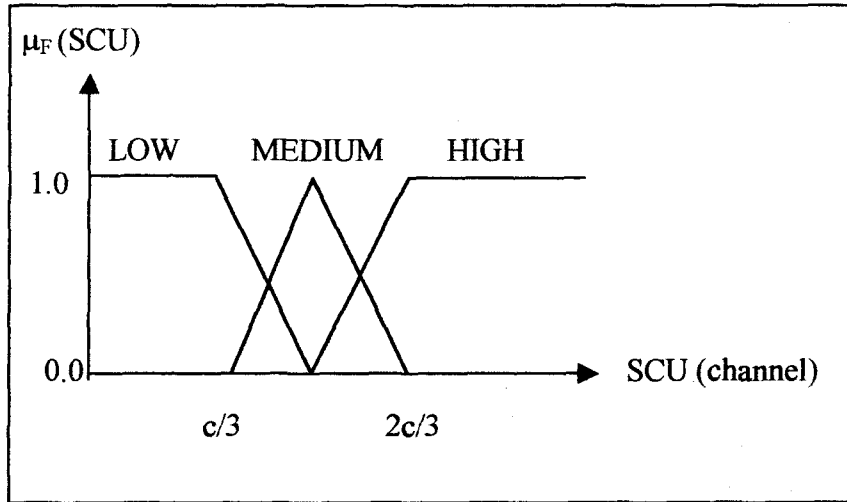 μF (SCU)
LOW MEDIUM HIGH
1.0
0.0
SCU (channel)
c/3 2c/3